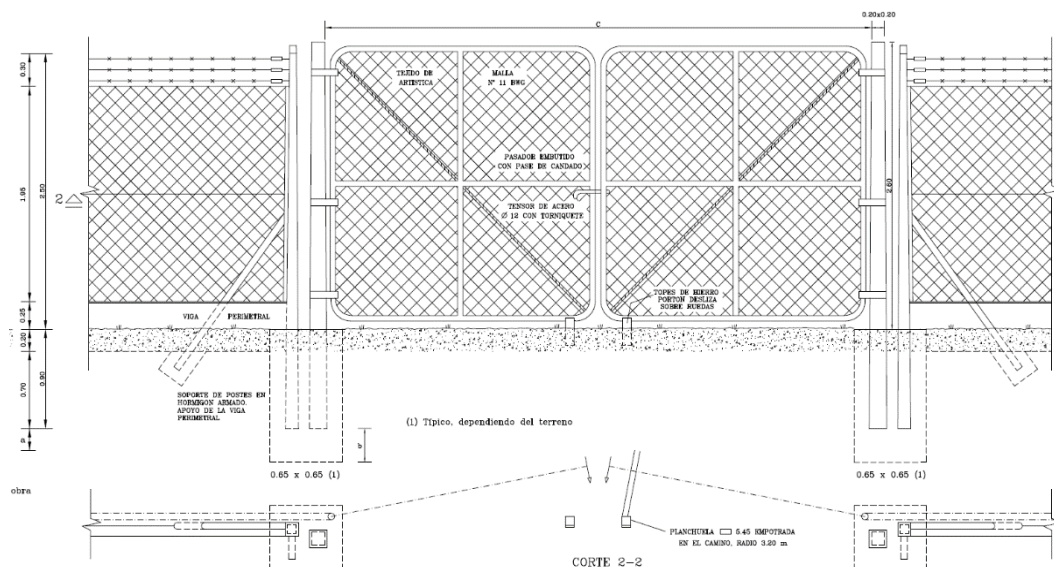 C
0.20x0.20
0.30
TEJIDO DE
ARTISTICA
MALLA
Nº 11 BWG
PASADOR EMBUTIDO
CON PASE DE CANDADO
1.95
2.50
2
2.60
TENSOR DE ACERO
Ø 12 CON TORNIQUETE
TOPES DE HIERRO
PORTON DESLIZA
SOBRE RUEDAS
0.25
VIGA PERIMETRAL
0.20
0.90
0.70
SOPORTE DE POSTES EN
HORMIGON ARMADO.
APOYO DE LA VIGA
PERIMETRAL
(1) Típico, dependiendo del terreno
0.65 x 0.65 (1)
0.65 x 0.65 (1)
obra
PLANCHUELA 5.45 EMPOTRADA
EN EL CAMINO, RADIO 3.20 m
CORTE 2-2